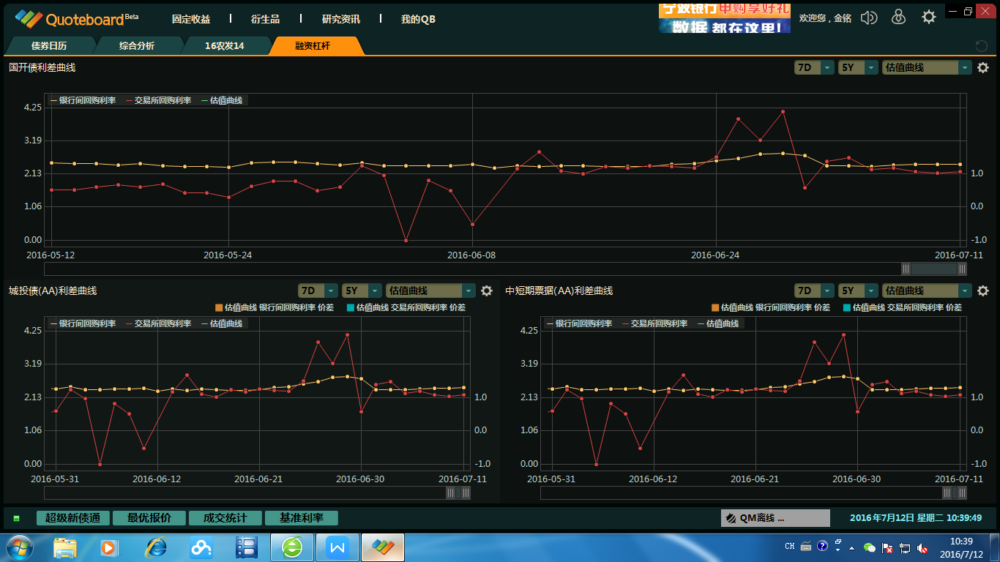 Quoteboard Beta
固定收益 | 衍生品 | 研究资讯 | 我的QB
宁波银行申购享好礼
数据 都在这里!
欢迎您 , 金铭
债券日历 综合分析 16农发14 融资杠杆
国开债利差曲线 7D 5Y 估值曲线
银行间回购利率 交易所回购利率 估值曲线
4.25
3.19
2.13 1.0
1.06 0.0
0.00 -1.0
2016-05-12 2016-05-24 2016-06-08 2016-06-24 2016-07-11
城投债(AA)利差曲线 7D 5Y 估值曲线
估值曲线 银行间回购利率 价差 估值曲线 交易所回购利率 价差
银行间回购利率 交易所回购利率 估值曲线
4.25
3.19
2.13 1.0
1.06 0.0
0.00 -1.0
2016-05-31 2016-06-12 2016-06-21 2016-06-30 2016-07-11
中短期票据(AA)利差曲线 7D 5Y 估值曲线
估值曲线 银行间回购利率 价差 估值曲线 交易所回购利率 价差
银行间回购利率 交易所回购利率 估值曲线
4.25
3.19
2.13 1.0
1.06 0.0
0.00 -1.0
2016-05-31 2016-06-12 2016-06-21 2016-06-30 2016-07-11
超级新债通 最优报价 成交统计 基准利率 QM离线 ... 2016年7月12日 星期二 10:39:49
CH 10:39
2016/7/12